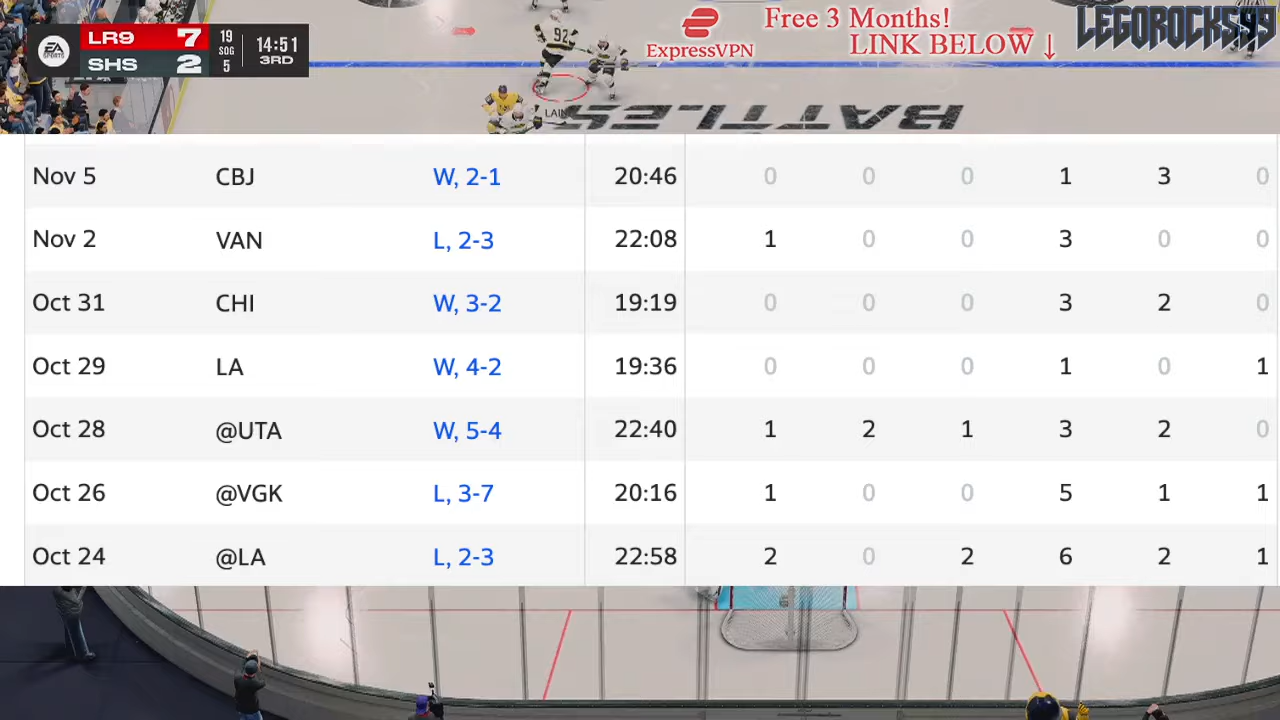 EA SPORTS LR9 7 19 SOG 5 14:51 3RD
SHS 2
92
ExpressVPN
Free 3 Months!
LINK BELOW ↓
LEGOROCKS99
BATTLES
Nov 5 CBJ W, 2-1 20:46 0 0 0 1 3 0
Nov 2 VAN L, 2-3 22:08 1 0 0 3 0 0
Oct 31 CHI W, 3-2 19:19 0 0 0 3 2 0
Oct 29 LA W, 4-2 19:36 0 0 0 1 0 1
Oct 28 @UTA W, 5-4 22:40 1 2 1 3 2 0
Oct 26 @VGK L, 3-7 20:16 1 0 0 5 1 1
Oct 24 @LA L, 2-3 22:58 2 0 2 6 2 1